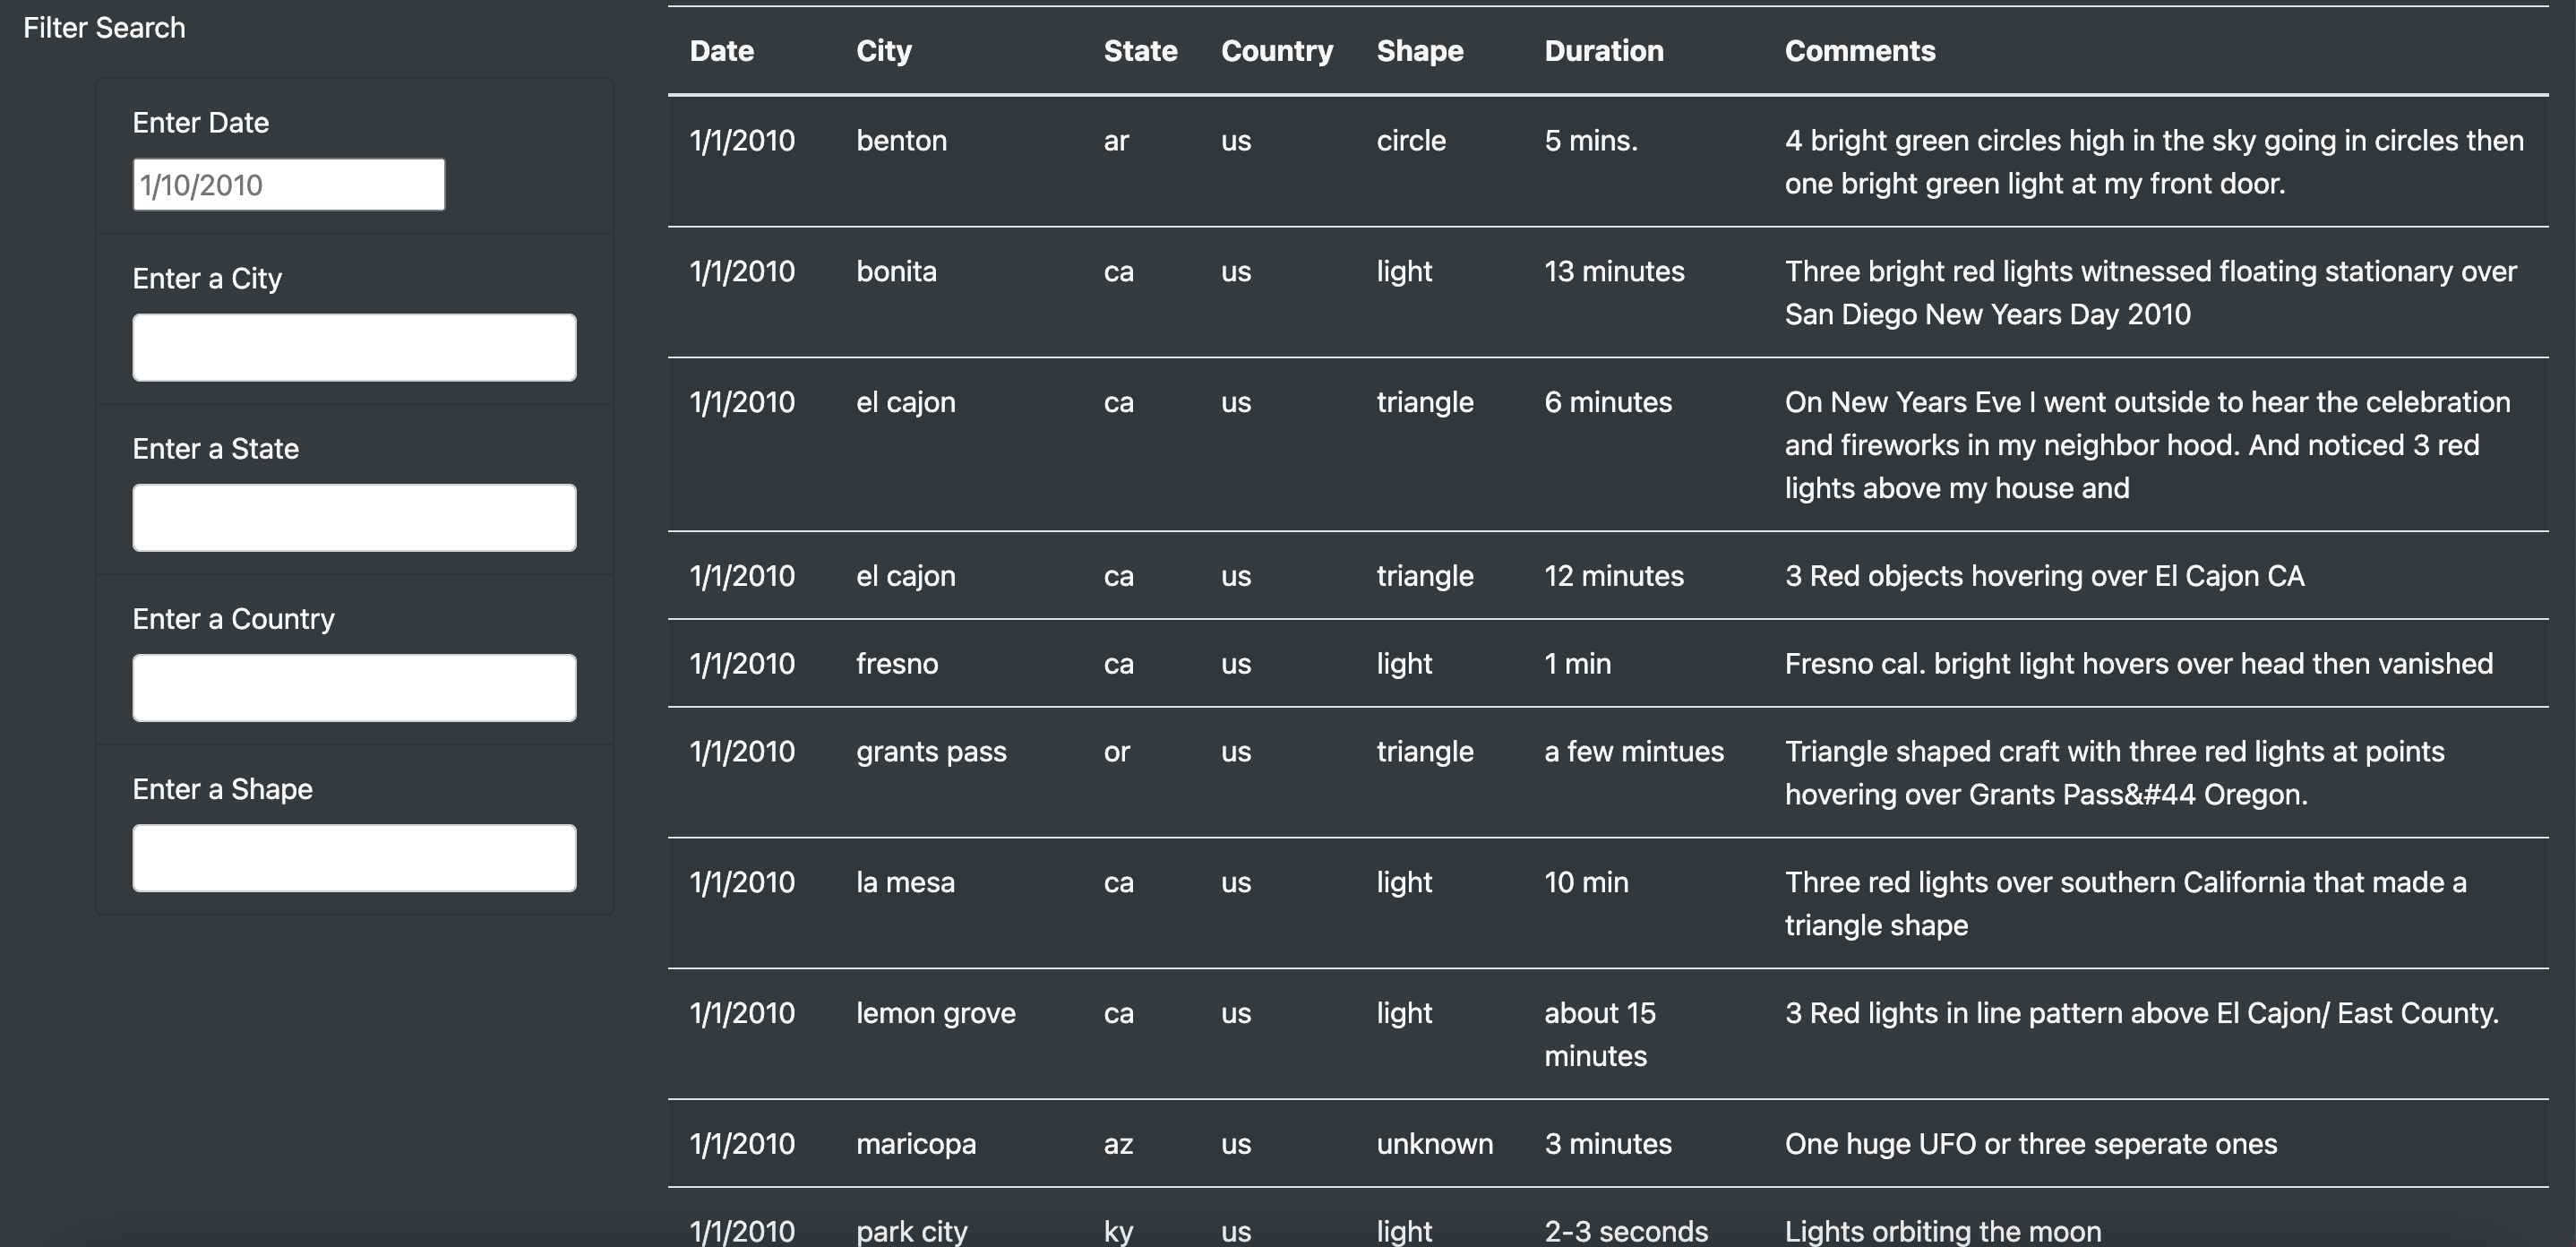 Filter Search
Enter Date
1/10/2010
Enter a City
Enter a State
Enter a Country
Enter a Shape
Date City State Country Shape Duration Comments
1/1/2010 benton ar us circle 5 mins. 4 bright green circles high in the sky going in circles then
one bright green light at my front door.
1/1/2010 bonita ca us light 13 minutes Three bright red lights witnessed floating stationary over
San Diego New Years Day 2010
1/1/2010 el cajon ca us triangle 6 minutes On New Years Eve I went outside to hear the celebration
and fireworks in my neighbor hood. And noticed 3 red
lights above my house and
1/1/2010 el cajon ca us triangle 12 minutes 3 Red objects hovering over El Cajon CA
1/1/2010 fresno ca us light 1 min Fresno cal. bright light hovers over head then vanished
1/1/2010 grants pass or us triangle a few mintues Triangle shaped craft with three red lights at points
hovering over Grants Pass&#44 Oregon.
1/1/2010 la mesa ca us light 10 min Three red lights over southern California that made a
triangle shape
1/1/2010 lemon grove ca us light about 15 3 Red lights in line pattern above El Cajon/ East County.
minutes
1/1/2010 maricopa az us unknown 3 minutes One huge UFO or three seperate ones
1/1/2010 park city ky us light 2-3 seconds Lights orbiting the moon